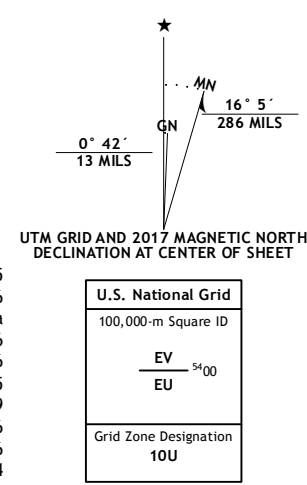 ★
MN
16° 5´
286 MILS
GN
0° 42´
13 MILS
UTM GRID AND 2017 MAGNETIC NORTH
DECLINATION AT CENTER OF SHEET
U.S. National Grid
100,000-m Square ID
EV
5400
EU
Grid Zone Designation
10U